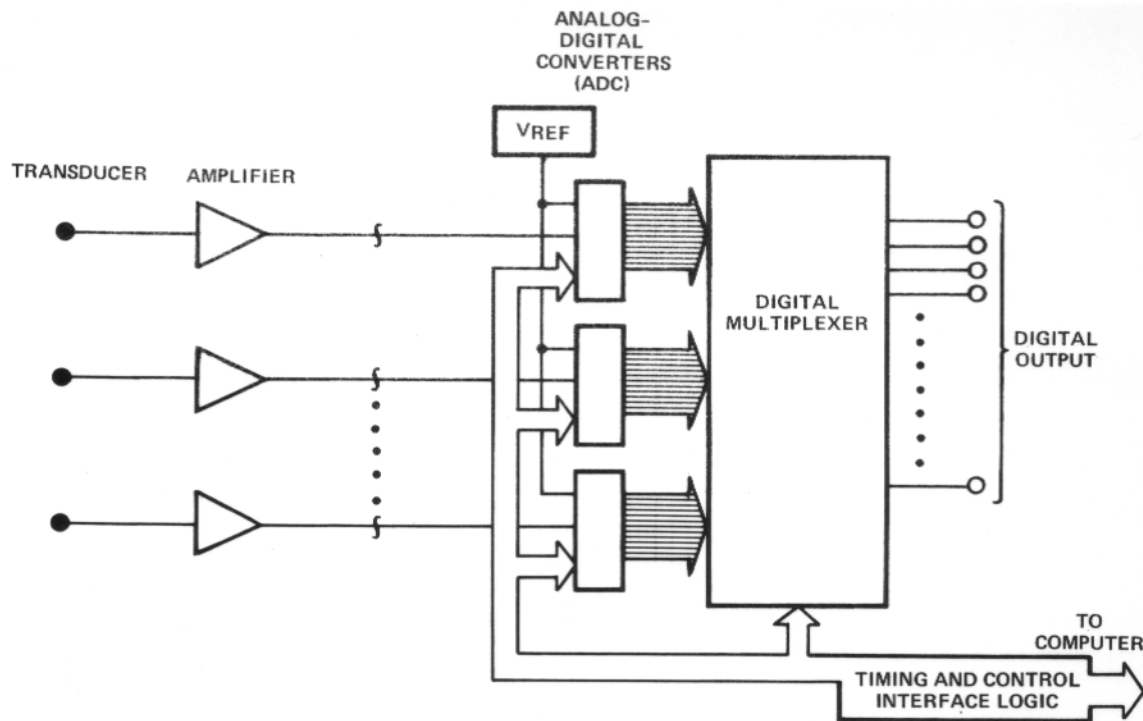 ANALOG-
DIGITAL
CONVERTERS
(ADC)
VREF
TRANSDUCER
AMPLIFIER
DIGITAL
MULTIPLEXER
DIGITAL
OUTPUT
TO
COMPUTER
TIMING AND CONTROL
INTERFACE LOGIC